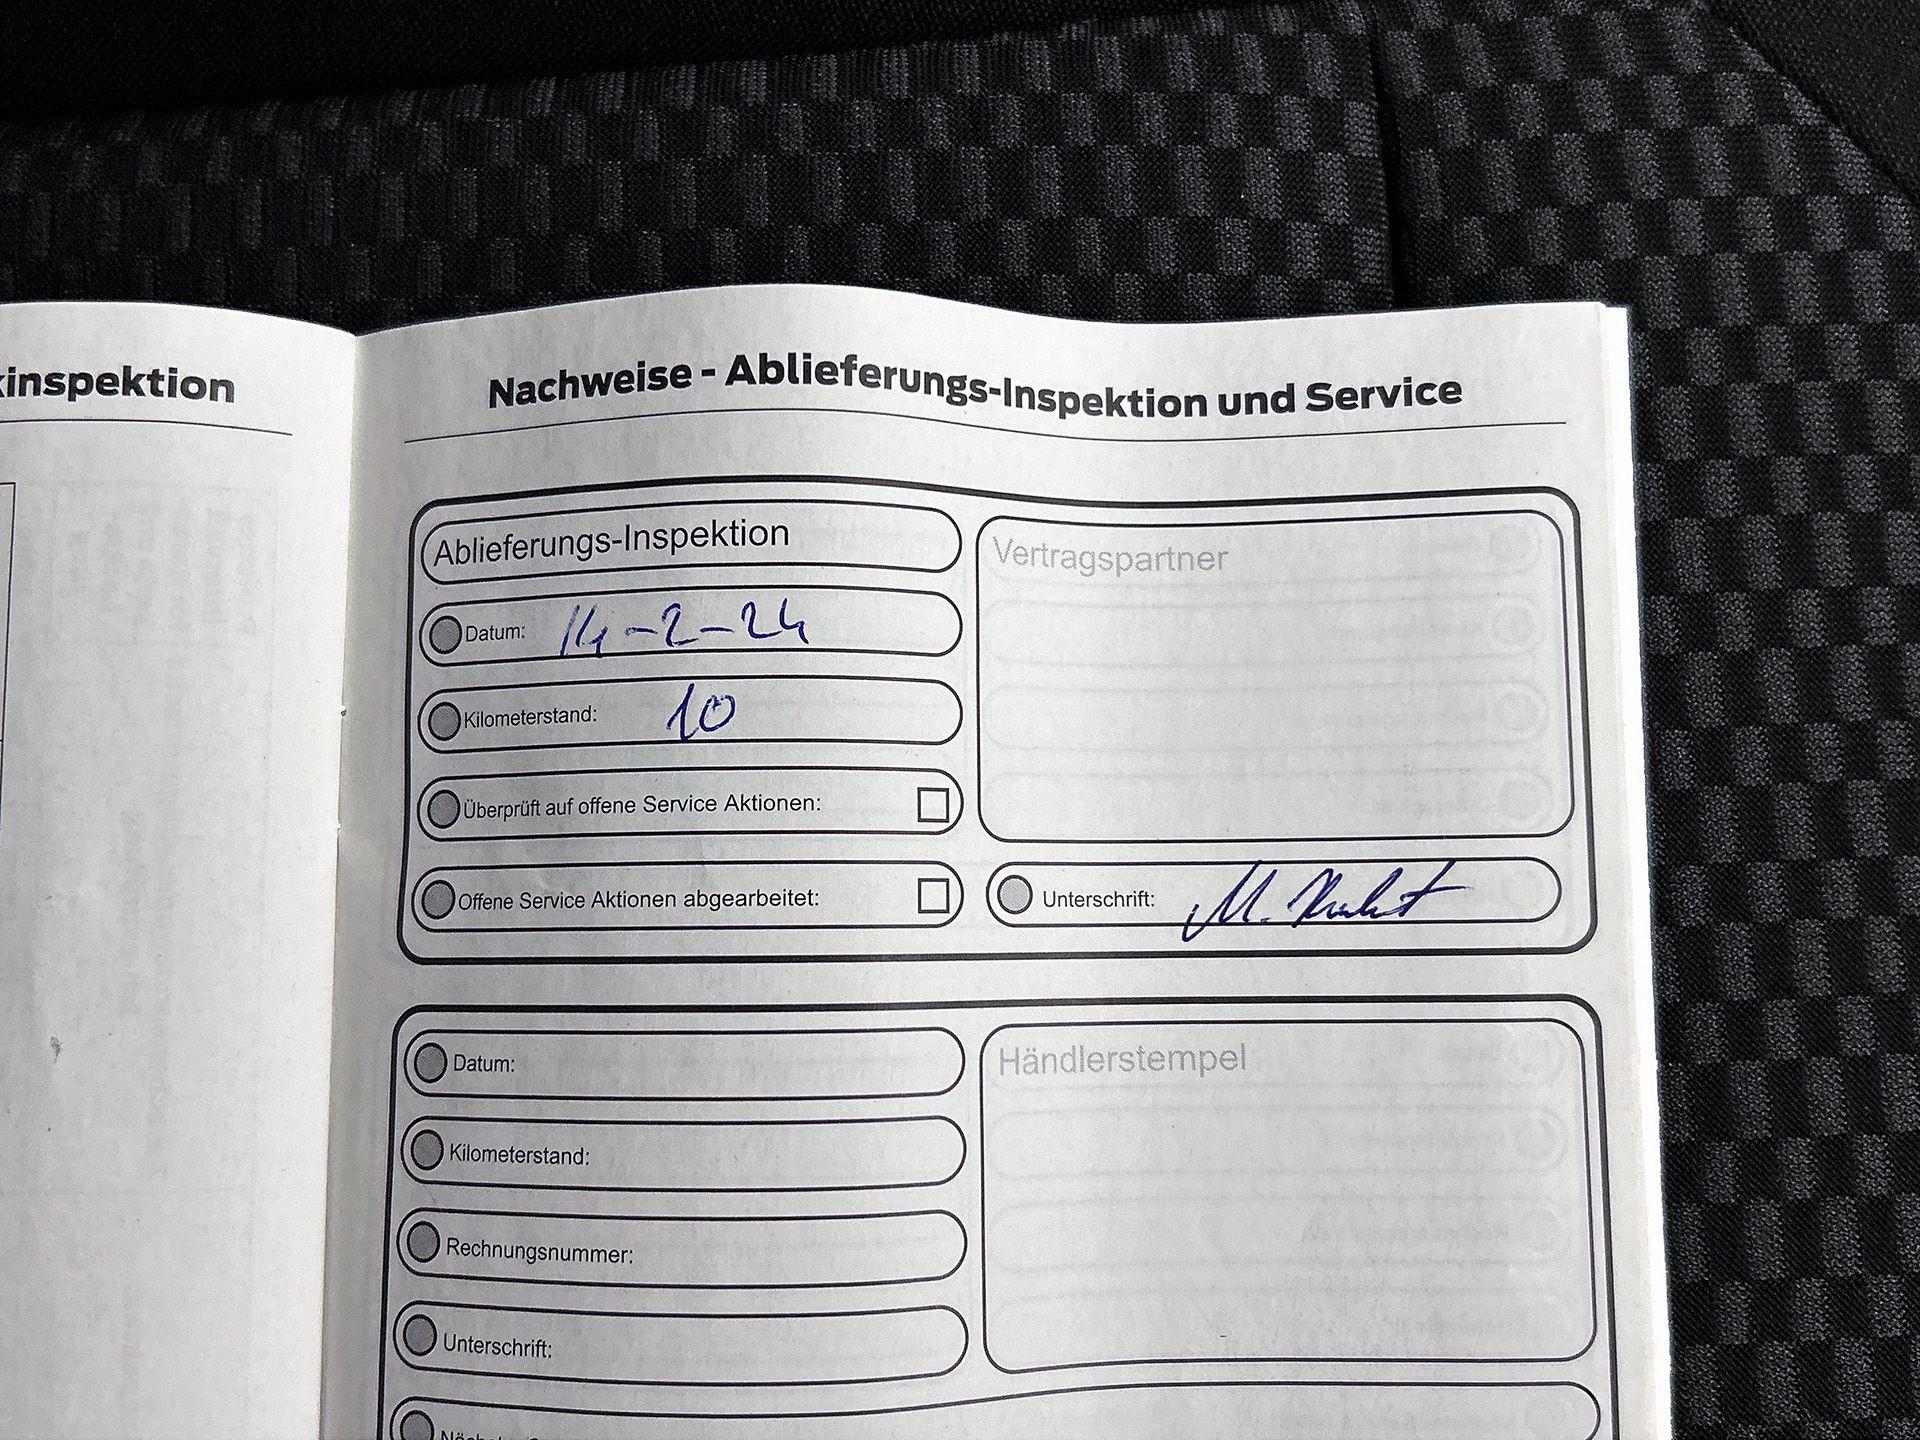 kinspektion
Nachweise - Ablieferungs-Inspektion und Service
Ablieferungs-Inspektion
Datum: 14-2-24
Kilometerstand: 10
Überprüft auf offene Service Aktionen:
Offene Service Aktionen abgearbeitet:
Vertragspartner
Unterschrift: M.
Datum:
Kilometerstand:
Rechnungsnummer:
Unterschrift:
Händlerstempel